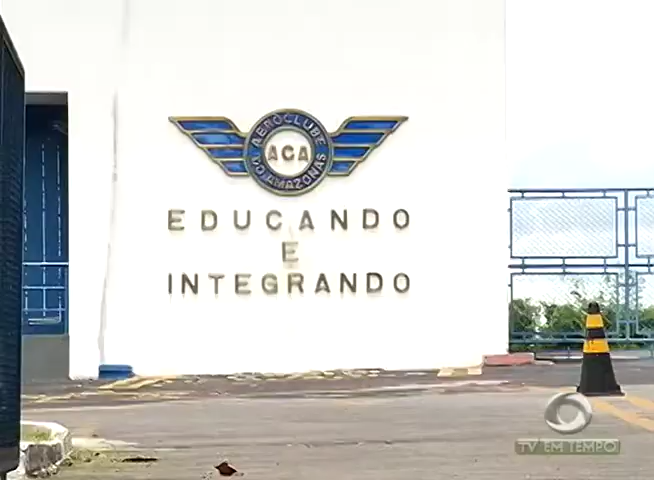 AEROCLUBE
ACA
DO AMAZONAS
EDUCANDO
E
INTEGRANDO
TV EM TEMPO